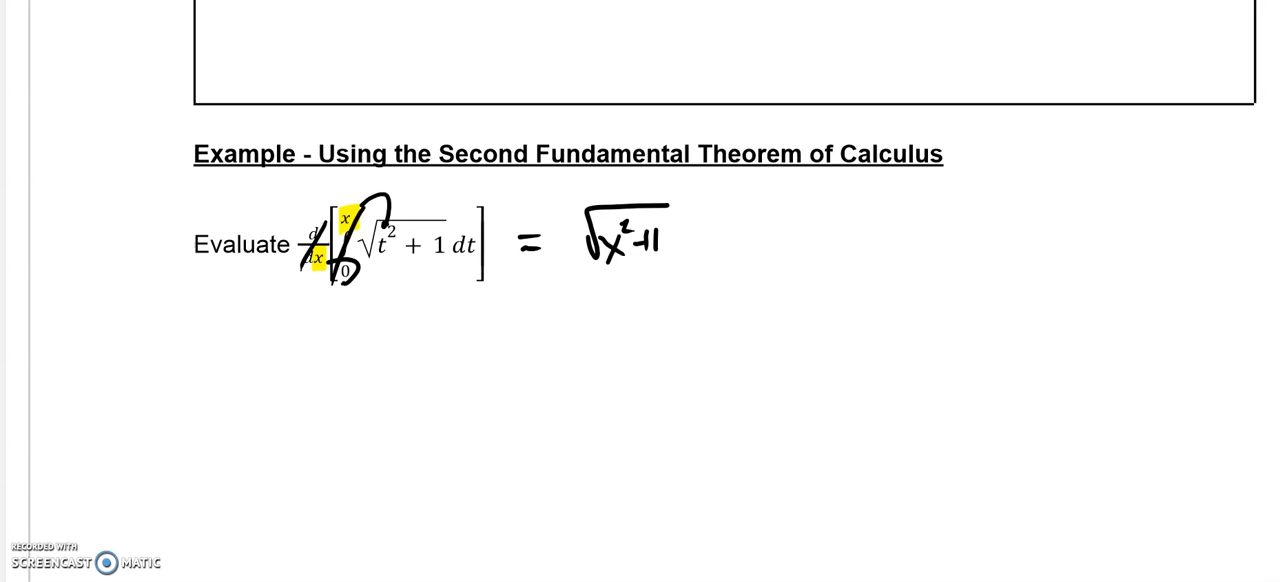 Example - Using the Second Fundamental Theorem of Calculus
Evaluate d/dx [∫₀ˣ √(t² + 1) dt] = √(x²+1)
RECORDED WITH
SCREENCAST MATIC